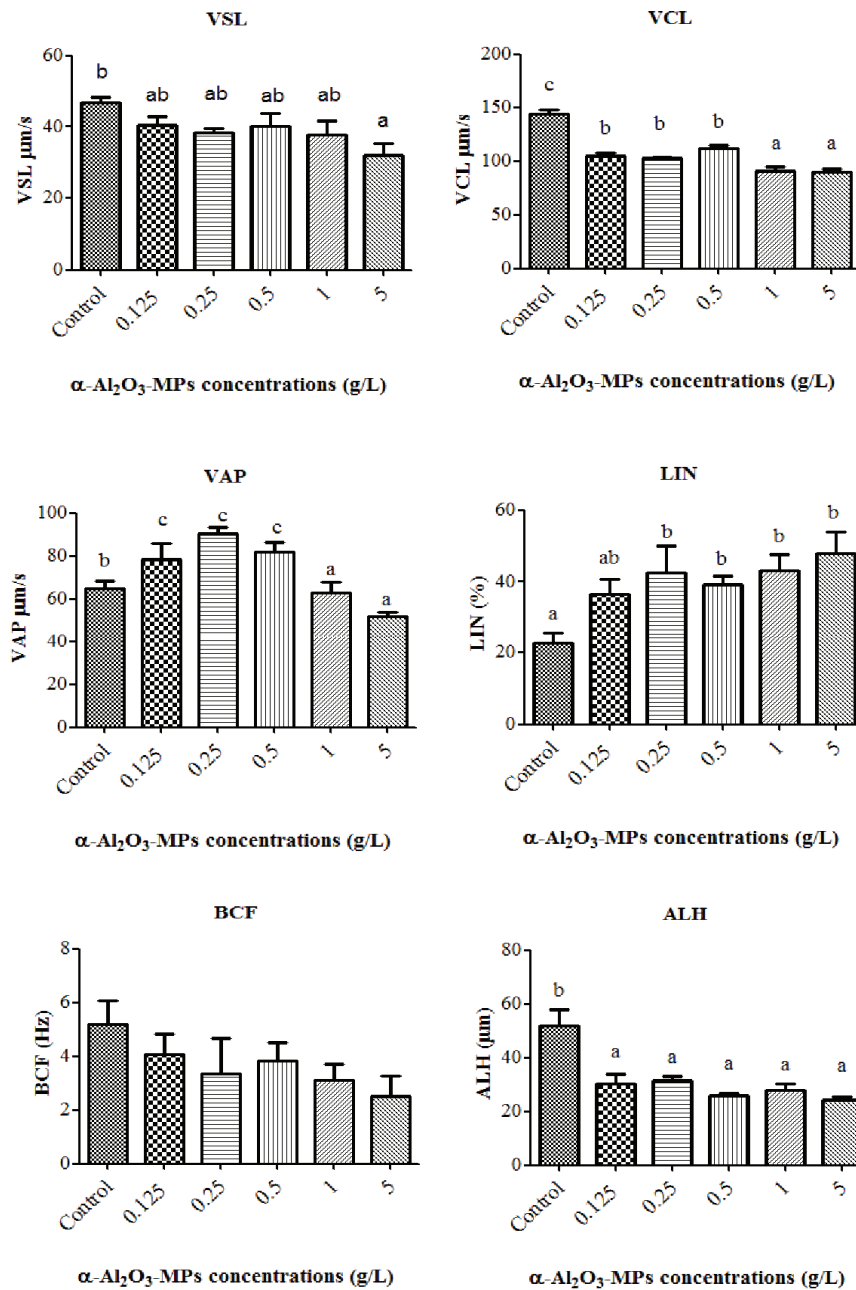 VSL
VSL µm/s
60
40
20
0
b
ab
ab
ab
ab
a
Control
0.125
0.25
0.5
1
5
α-Al₂O₃-MPs concentrations (g/L)
VCL
VCL µm/s
200
150
100
50
0
c
b
b
b
a
a
Control
0.125
0.25
0.5
1
5
α-Al₂O₃-MPs concentrations (g/L)
VAP
VAP µm/s
100
80
60
40
20
0
b
c
c
c
a
a
Control
0.125
0.25
0.5
1
5
α-Al₂O₃-MPs concentrations (g/L)
LIN
LIN (%)
60
40
20
0
a
ab
b
b
b
b
Control
0.125
0.25
0.5
1
5
α-Al₂O₃-MPs concentrations (g/L)
BCF
BCF (Hz)
8
6
4
2
0
Control
0.125
0.25
0.5
1
5
α-Al₂O₃-MPs concentrations (g/L)
ALH
ALH (µm)
80
60
40
20
0
b
a
a
a
a
a
Control
0.125
0.25
0.5
1
5
α-Al₂O₃-MPs concentrations (g/L)